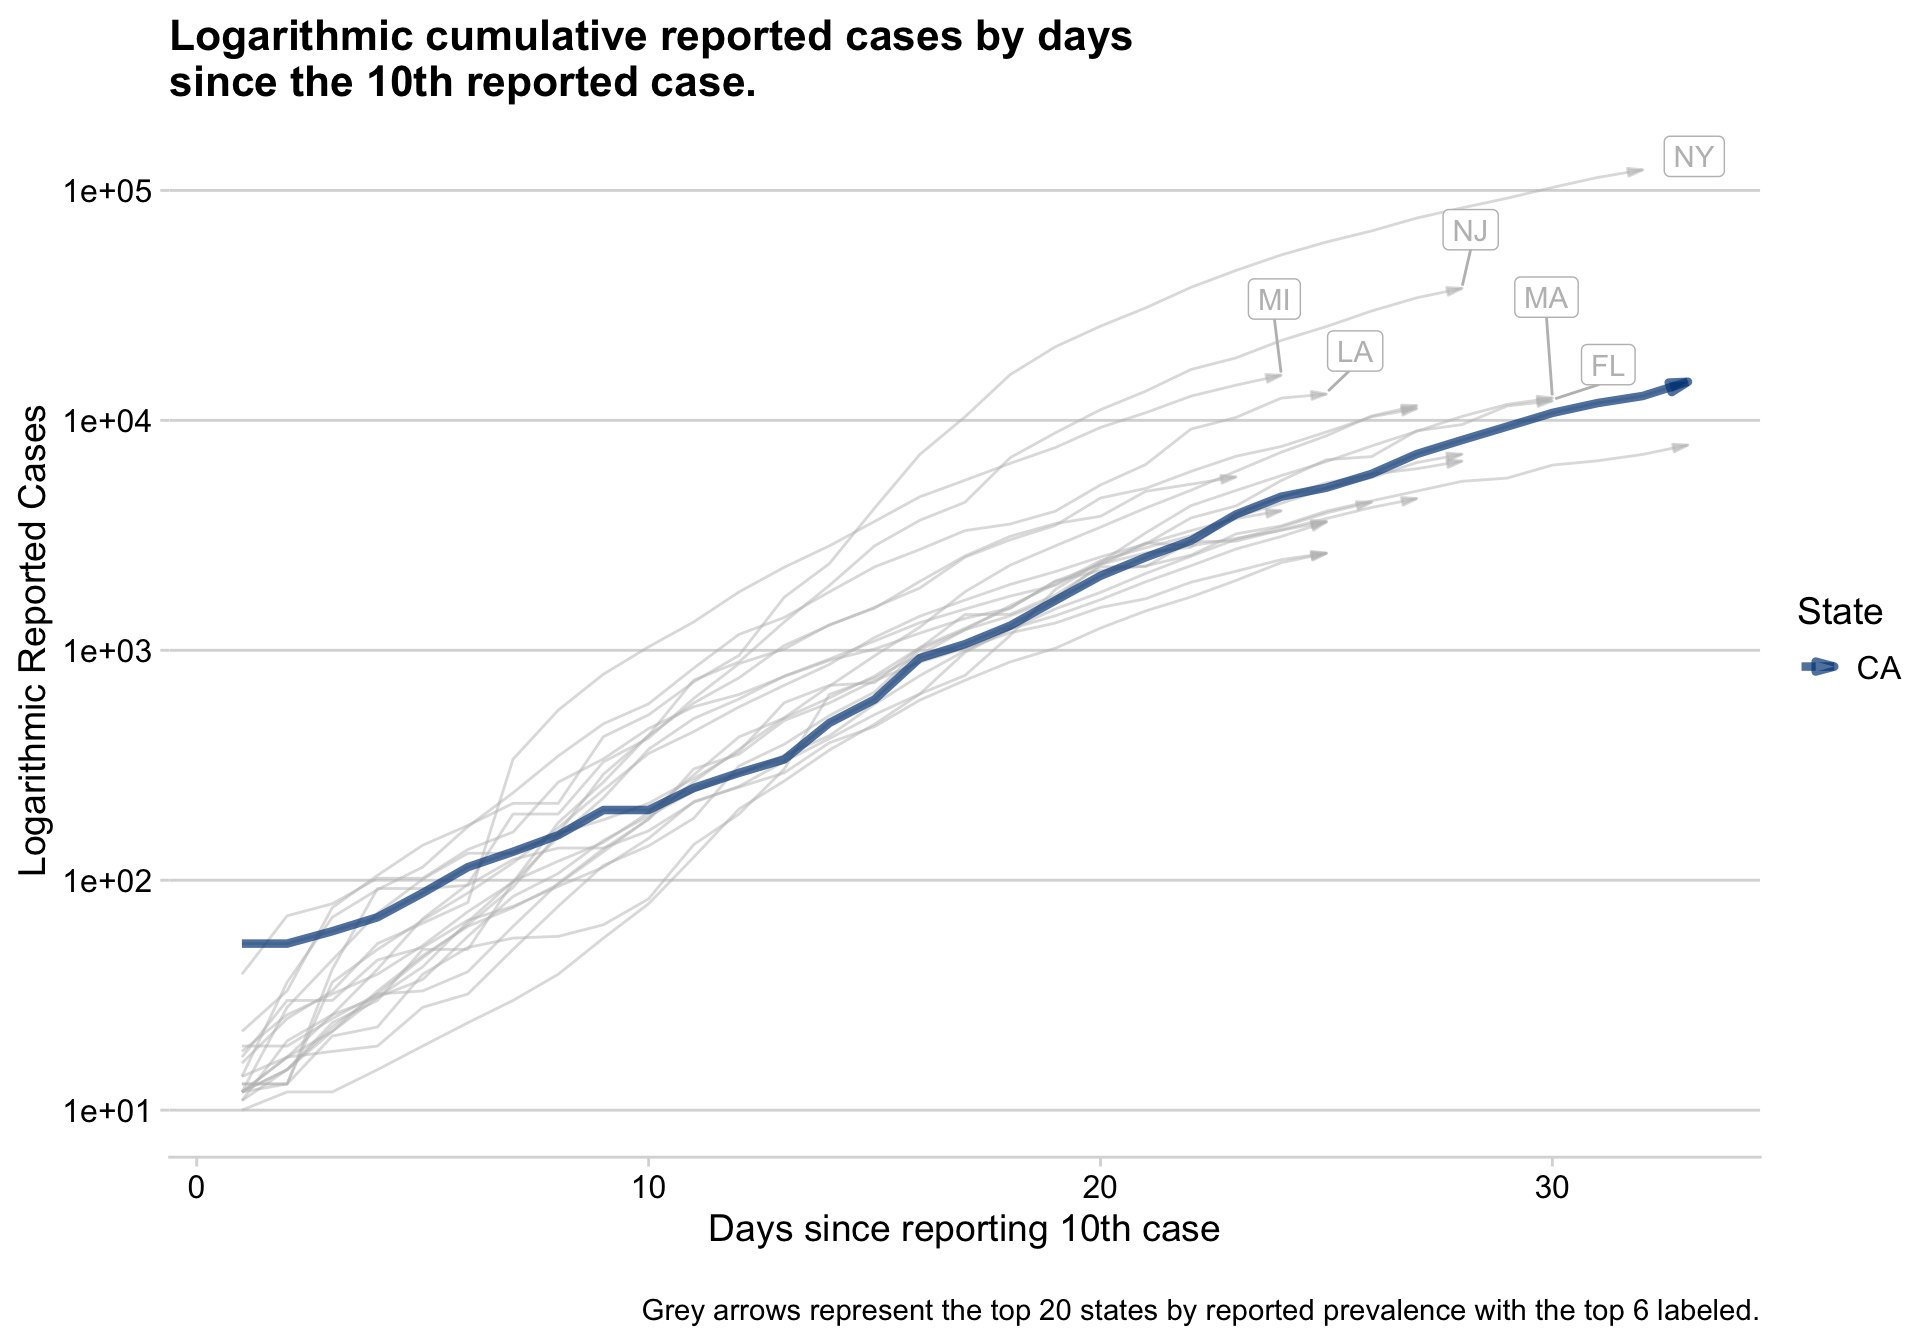 Logarithmic cumulative reported cases by days
since the 10th reported case.
NY
1e+05
NJ
MI
MA
LA
FL
1e+04
Logarithmic Reported Cases
1e+03
State
CA
1e+02
1e+01
0
10
20
30
Days since reporting 10th case
Grey arrows represent the top 20 states by reported prevalence with the top 6 labeled.